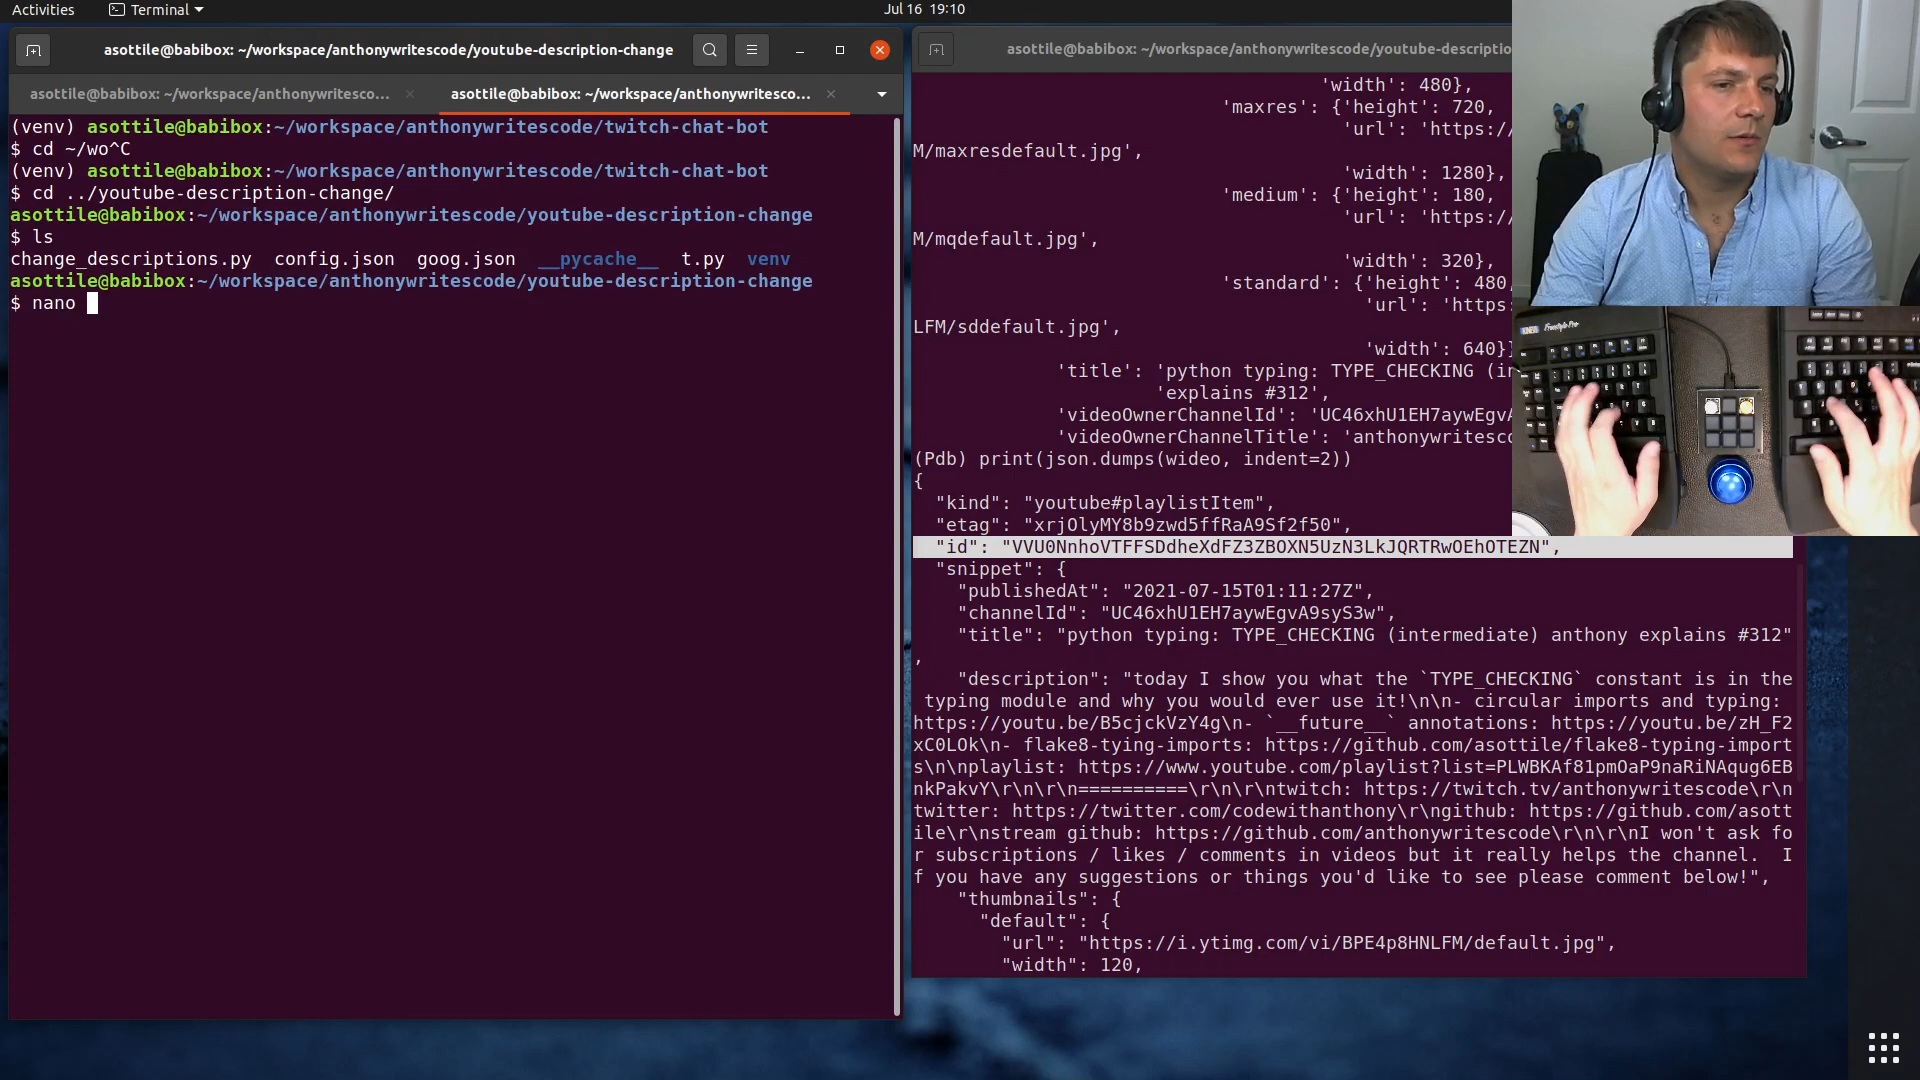 Activities
Terminal
Jul 16 19:10
asottile@babibox: ~/workspace/anthonywritescode/youtube-description-change
asottile@babibox: ~/workspace/anthonywritesco...
asottile@babibox: ~/workspace/anthonywritesco...
(venv) asottile@babibox:~/workspace/anthonywritescode/twitch-chat-bot
$ cd ~/wo^C
(venv) asottile@babibox:~/workspace/anthonywritescode/twitch-chat-bot
$ cd ../youtube-description-change/
asottile@babibox:~/workspace/anthonywritescode/youtube-description-change
$ ls
change_descriptions.py config.json goog.json __pycache__ t.py venv
asottile@babibox:~/workspace/anthonywritescode/youtube-description-change
$ nano
asottile@babibox: ~/workspace/anthonywritescode/youtube-descriptio
'width': 480},
'maxres': {'height': 720,
'url': 'https:/
M/maxresdefault.jpg',
'width': 1280},
'medium': {'height': 180,
'url': 'https:/
M/mqdefault.jpg',
'width': 320},
'standard': {'height': 480,
'url': 'https:
LFM/sddefault.jpg',
'width': 640}}
'title': 'python typing: TYPE_CHECKING (in
'explains #312',
'videoOwnerChannelId': 'UC46xhU1EH7aywEgvA
'videoOwnerChannelTitle': 'anthonywritesco
(Pdb) print(json.dumps(wideo, indent=2))
{
"kind": "youtube#playlistItem",
"etag": "xrjOlyMY8b9zwd5ffRaA9Sf2f50",
"id": "VVU0NnhoVTFFSDdheXdFZ3ZBOXN5UzN3LkJQRTRwOEhOTEZN",
"snippet": {
"publishedAt": "2021-07-15T01:11:27Z",
"channelId": "UC46xhU1EH7aywEgvA9syS3w",
"title": "python typing: TYPE_CHECKING (intermediate) anthony explains #312"
,
"description": "today I show you what the `TYPE_CHECKING` constant is in the
typing module and why you would ever use it!\n\n- circular imports and typing:
https://youtu.be/B5cjckVzY4g\n- `__future__` annotations: https://youtu.be/zH_F2
xC0LOk\n- flake8-tying-imports: https://github.com/asottile/flake8-typing-import
s\n\nplaylist: https://www.youtube.com/playlist?list=PLWBKAf81pmOaP9naRiNAqug6EB
nkPakvY\r\n\r\n==========\r\n\r\ntwitch: https://twitch.tv/anthonywritescode\r\n
twitter: https://twitter.com/codewithanthony\r\ngithub: https://github.com/asott
ile\r\nstream github: https://github.com/anthonywritescode\r\n\r\nI won't ask fo
r subscriptions / likes / comments in videos but it really helps the channel.  I
f you have any suggestions or things you'd like to see please comment below!",
"thumbnails": {
"default": {
"url": "https://i.ytimg.com/vi/BPE4p8HNLFM/default.jpg",
"width": 120,